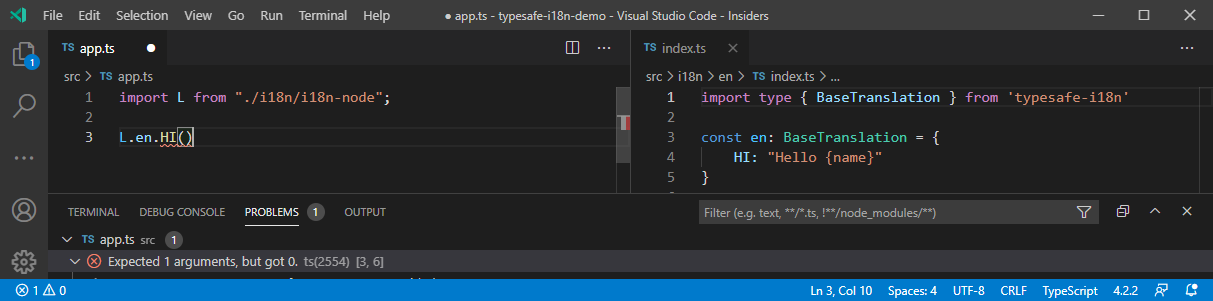 File Edit Selection View Go Run Terminal Help ● app.ts - typesafe-i18n-demo - Visual Studio Code - Insiders
TS app.ts ●
src > TS app.ts
1 import L from "./i18n/i18n-node";
2
3 L.en.HI()
TS index.ts ×
src > i18n > en > TS index.ts > ...
1 import type { BaseTranslation } from 'typesafe-i18n'
2
3 const en: BaseTranslation = {
4 HI: "Hello {name}"
5 }
1
TERMINAL DEBUG CONSOLE PROBLEMS 1 OUTPUT
Filter (e.g. text, **/*.ts, !**/node_modules/**)
TS app.ts src 1
Expected 1 arguments, but got 0. ts(2554) [3, 6]
1 0 Ln 3, Col 10 Spaces: 4 UTF-8 CRLF TypeScript 4.2.2